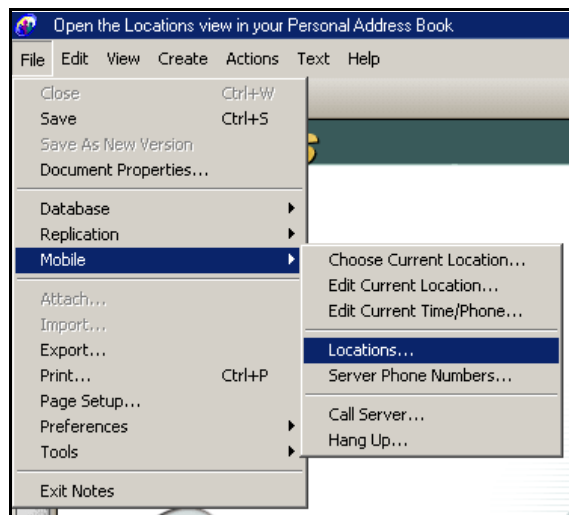 Open the Locations view in your Personal Address Book
File Edit View Create Actions Text Help
Close Ctrl+W
Save Ctrl+S
Save As New Version
Document Properties...
Database
Replication
Mobile
Attach...
Import...
Export...
Print... Ctrl+P
Page Setup...
Preferences
Tools
Exit Notes
Choose Current Location...
Edit Current Location...
Edit Current Time/Phone...
Locations...
Server Phone Numbers...
Call Server...
Hang Up...